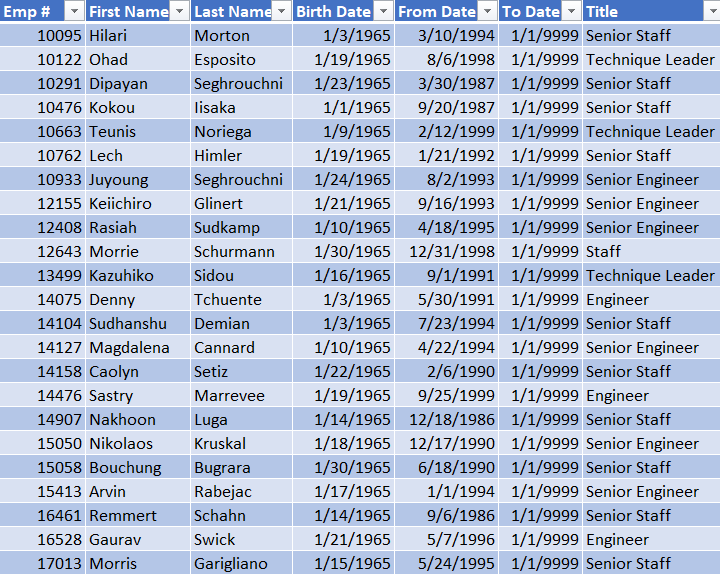 Emp # First Name Last Name Birth Date From Date To Date Title
10095 Hilari Morton 1/3/1965 3/10/1994 1/1/9999 Senior Staff
10122 Ohad Esposito 1/19/1965 8/6/1998 1/1/9999 Technique Leader
10291 Dipayan Seghrouchni 1/23/1965 3/30/1987 1/1/9999 Senior Staff
10476 Kokou Iisaka 1/1/1965 9/20/1987 1/1/9999 Senior Staff
10663 Teunis Noriega 1/9/1965 2/12/1999 1/1/9999 Technique Leader
10762 Lech Himler 1/19/1965 1/21/1992 1/1/9999 Senior Staff
10933 Juyoung Seghrouchni 1/24/1965 8/2/1993 1/1/9999 Senior Engineer
12155 Keiichiro Glinert 1/21/1965 9/16/1993 1/1/9999 Senior Engineer
12408 Rasiah Sudkamp 1/10/1965 4/18/1995 1/1/9999 Senior Engineer
12643 Morrie Schurmann 1/30/1965 12/31/1998 1/1/9999 Staff
13499 Kazuhiko Sidou 1/16/1965 9/1/1991 1/1/9999 Technique Leader
14075 Denny Tchuente 1/3/1965 5/30/1991 1/1/9999 Engineer
14104 Sudhanshu Demian 1/3/1965 7/23/1994 1/1/9999 Senior Staff
14127 Magdalena Cannard 1/10/1965 4/22/1994 1/1/9999 Senior Engineer
14158 Caolyn Setiz 1/22/1965 2/6/1990 1/1/9999 Senior Staff
14476 Sastry Marrevee 1/19/1965 9/25/1999 1/1/9999 Engineer
14907 Nakhoon Luga 1/14/1965 12/18/1986 1/1/9999 Senior Staff
15050 Nikolaos Kruskal 1/18/1965 12/17/1990 1/1/9999 Senior Engineer
15058 Bouchung Bugrara 1/30/1965 6/18/1990 1/1/9999 Senior Staff
15413 Arvin Rabejac 1/17/1965 1/1/1994 1/1/9999 Senior Engineer
16461 Remmert Schahn 1/14/1965 9/6/1986 1/1/9999 Senior Staff
16528 Gaurav Swick 1/21/1965 5/7/1996 1/1/9999 Engineer
17013 Morris Garigliano 1/15/1965 5/24/1995 1/1/9999 Senior Staff